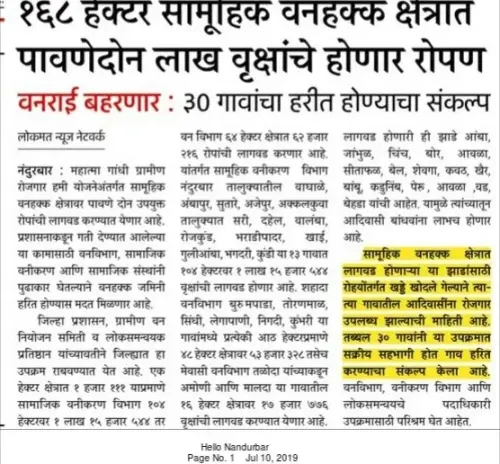 १६८ हेक्टर सामूहिक वनहक्क क्षेत्रात
पावणेदोन लाख वृक्षांचे होणार रोपण
वनराई बहरणार : ३० गावांचा हरीत होण्याचा संकल्प
लोकमत न्यूज नेटवर्क
नंदुरबार : महात्मा गांधी ग्रामीण
रोजगार हमी योजनेअंतर्गत सामूहिक
वनहक्क क्षेत्रावर पावणे दोन उपयुक्त
रोपांची लागवड करण्यात येणार आहे.
प्रशासनाकडून गती देण्यात आलेल्या
या कामासाठी वनविभाग, सामाजिक
वनीकरण आणि सामाजिक संस्थांनी
पुढाकार घेतल्याने वनहक्क जमिनी
हरित होण्यास मदत मिळणार आहे.
जिल्हा प्रशासन, ग्रामीण वन
नियोजन समिती व लोकसमन्वयक
प्रतिष्ठान यांच्यावतीने जिल्ह्यात हा
उपक्रम राबवण्यात येत आहे. एक
हेक्टर क्षेत्रात १ हजार १११ याप्रमाणे
सामाजिक वनीकरण विभाग १०४
हेक्टरवर १ लाख १५ हजार ५४४ तर
वन विभाग ६४ हेक्टर क्षेत्रात ६२ हजार
२१६ रोपांची लागवड करणार आहे.
यांतर्गत सामाजिक वनीकरण विभाग
नंदुरबार तालुक्यातील वाघाळे,
अंबापूर, सुतारे, अजेपूर, अक्कलकुवा
तालुक्यात सरी, दहेल, वालंबा,
रोजकुंड, भराडीपादर, खाई,
गुलीआंबा, भगदरी, कुंडी या १३ गावात
१०४ हेक्टरवर १ लाख १५ हजार ५४४
वृक्षांची लागवड होणार आहे. शहादा
वनविभाग धुरमपाडा, तोरणमाळ,
सिंधी, लेगापाणी, निगदी, कुंभरी या
गावांमध्ये प्रत्येकी आठ हेक्टरप्रमाणे
४८ हेक्टरक्षेत्रावर ५३ हजार ३२८ तसेच
मेवासी वनविभाग तळोदा यांच्याकडून
अमोणी आणि मालदा या गावातील
१६ हेक्टर क्षेत्रावर १७ हजार ७७६
वृक्षांची लागवड करण्यात येणार आहे.
लागवड होणारी ही झाडे आंबा,
जांभुळ, चिंच, बोर, आवळा,
सीताफळ, बेल, शेवगा, कवठ, खैर,
बांबू, कडुनिंब, पेरू, आवळा ,वड,
बेहडा यांची आहेत. यामुळे त्यांच्यातून
आदिवासी बांधवांना लाभच होणार
आहे.
सामूहिक वनहक्क क्षेत्रात
लागवड होणाऱ्या या झाडांसाठी
रोहयोंतर्गत खड्डे खोदले गेल्याने त्या-
त्या गावातील आदिवासींना रोजगार
उपलब्ध झाल्याची माहिती आहे.
तब्बल ३० गावांनी या उपक्रमात
सक्रीय सहभागी होत गाव हरित
करण्याचा संकल्प केला आहे.
वनविभाग, वनीकरण विभाग आणि
लोकसमन्वयचे पदाधिकारी
उपक्रमासाठी परिश्रम घेत आहेत.
Hello Nandurbar
Page No. 1 Jul 10, 2019